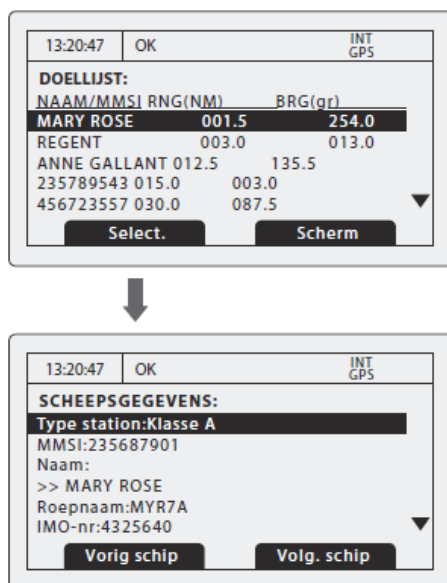 13:20:47 OK INT GPS
DOELLIJST:
NAAM/MMSI RNG(NM) BRG(gr)
MARY ROSE 001.5 254.0
REGENT 003.0 013.0
ANNE GALLANT 012.5 135.5
235789543 015.0 003.0
456723557 030.0 087.5
Select. Scherm
13:20:47 OK INT GPS
SCHEEPSGEGEVENS:
Type station:Klasse A
MMSI:235687901
Naam:
>> MARY ROSE
Roepnaam:MYR7A
IMO-nr:4325640
Vorig schip Volg. schip